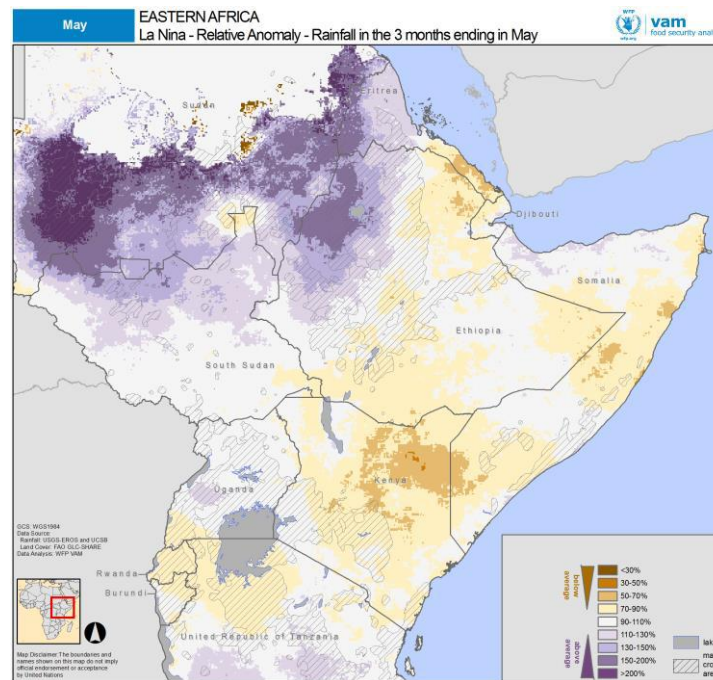 May
EASTERN AFRICA
La Nina - Relative Anomaly - Rainfall in the 3 months ending in May
WFP
wfp.org
vam
food security anal
Sudan
Eritrea
Djibouti
Somalia
Ethiopia
South Sudan
Uganda
Kenya
Rwanda
Burundi
United Republic of Tanzania
GCS: WGS1984
Data Source:
Rainfall: USGS-EROS and UCSB
Land Cover: FAO GLC-SHARE
Data Analysis: WFP VAM
Map Disclaimer: The boundaries and
names shown on this map do not imply
official endorsement or acceptance
by United Nations
below
average
above
average
<30%
30-50%
50-70%
70-90%
90-110%
110-130%
130-150%
150-200%
>200%
lak
ma
cro
are